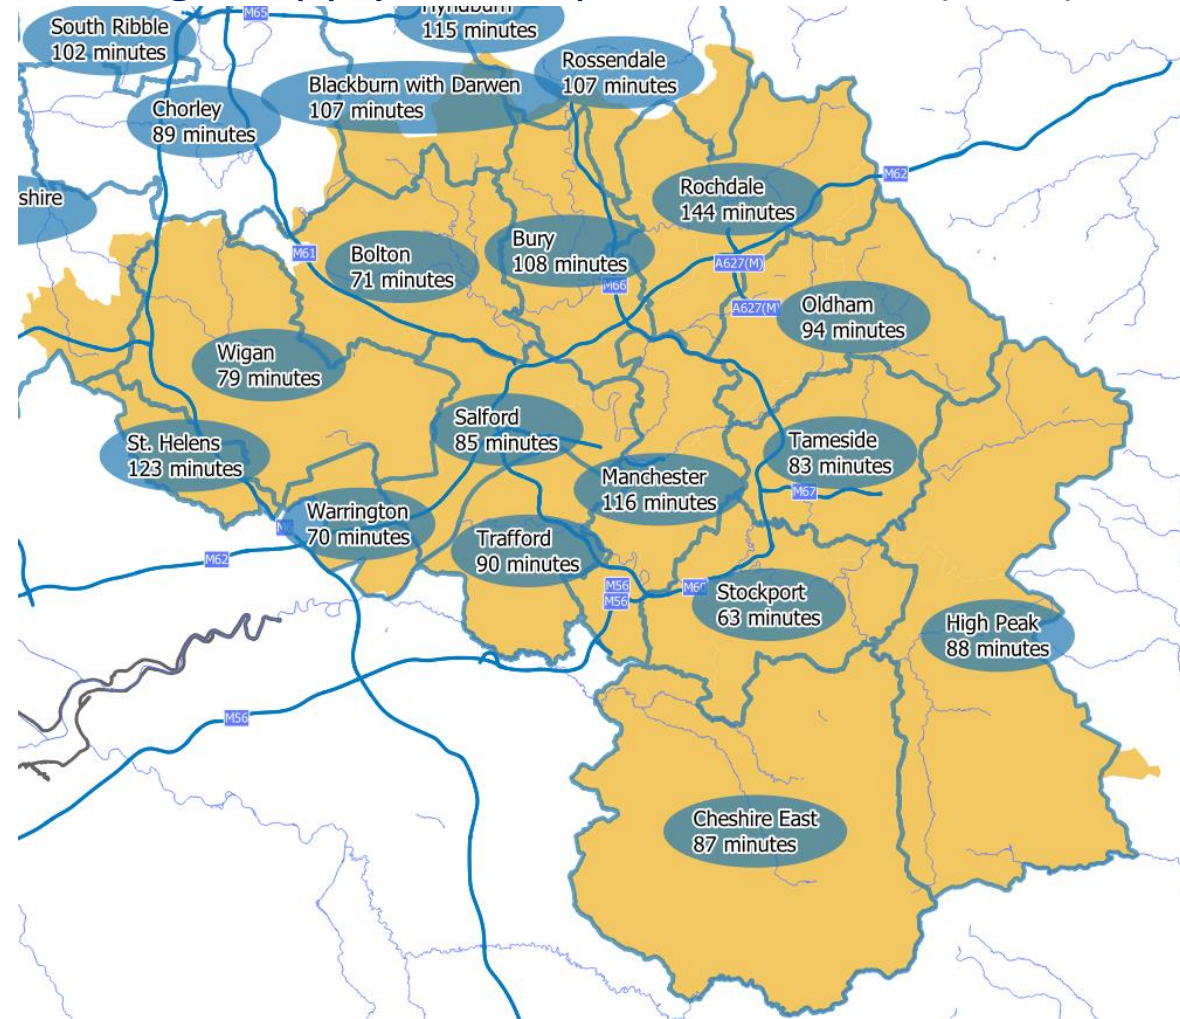 South Ribble
102 minutes
M65
Hyndburn
115 minutes
Blackburn with Darwen
107 minutes
Rossendale
107 minutes
Chorley
89 minutes
shire
M62
Rochdale
144 minutes
Bury
108 minutes
Bolton
71 minutes
M61
M66
A627(M)
A627(M)
Oldham
94 minutes
Wigan
79 minutes
Salford
85 minutes
St. Helens
123 minutes
Tameside
83 minutes
Manchester
116 minutes
M67
Warrington
70 minutes
Trafford
90 minutes
M62
M56
M56
M60
Stockport
63 minutes
High Peak
88 minutes
M56
Cheshire East
87 minutes